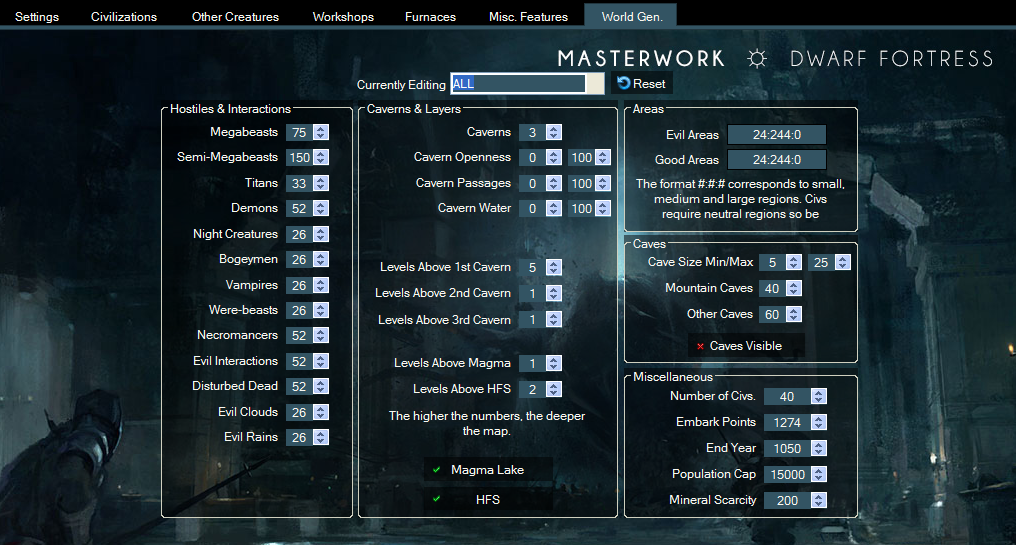 Settings Civilizations Other Creatures Workshops Furnaces Misc. Features World Gen.
MASTERWORK DWARF FORTRESS
Currently Editing ALL Reset
Hostiles & Interactions
Megabeasts 75
Semi-Megabeasts 150
Titans 33
Demons 52
Night Creatures 26
Bogeymen 26
Vampires 26
Were-beasts 26
Necromancers 52
Evil Interactions 52
Disturbed Dead 52
Evil Clouds 26
Evil Rains 26
Caverns & Layers
Caverns 3
Cavern Openness 0 100
Cavern Passages 0 100
Cavern Water 0 100
Levels Above 1st Cavern 5
Levels Above 2nd Cavern 1
Levels Above 3rd Cavern 1
Levels Above Magma 1
Levels Above HFS 2
The higher the numbers, the deeper
the map.
Magma Lake
HFS
Areas
Evil Areas 24:244:0
Good Areas 24:244:0
The format #:#:# corresponds to small,
medium and large regions. Civs
require neutral regions so be
Caves
Cave Size Min/Max 5 25
Mountain Caves 40
Other Caves 60
Caves Visible
Miscellaneous
Number of Civs. 40
Embark Points 1274
End Year 1050
Population Cap 15000
Mineral Scarcity 200